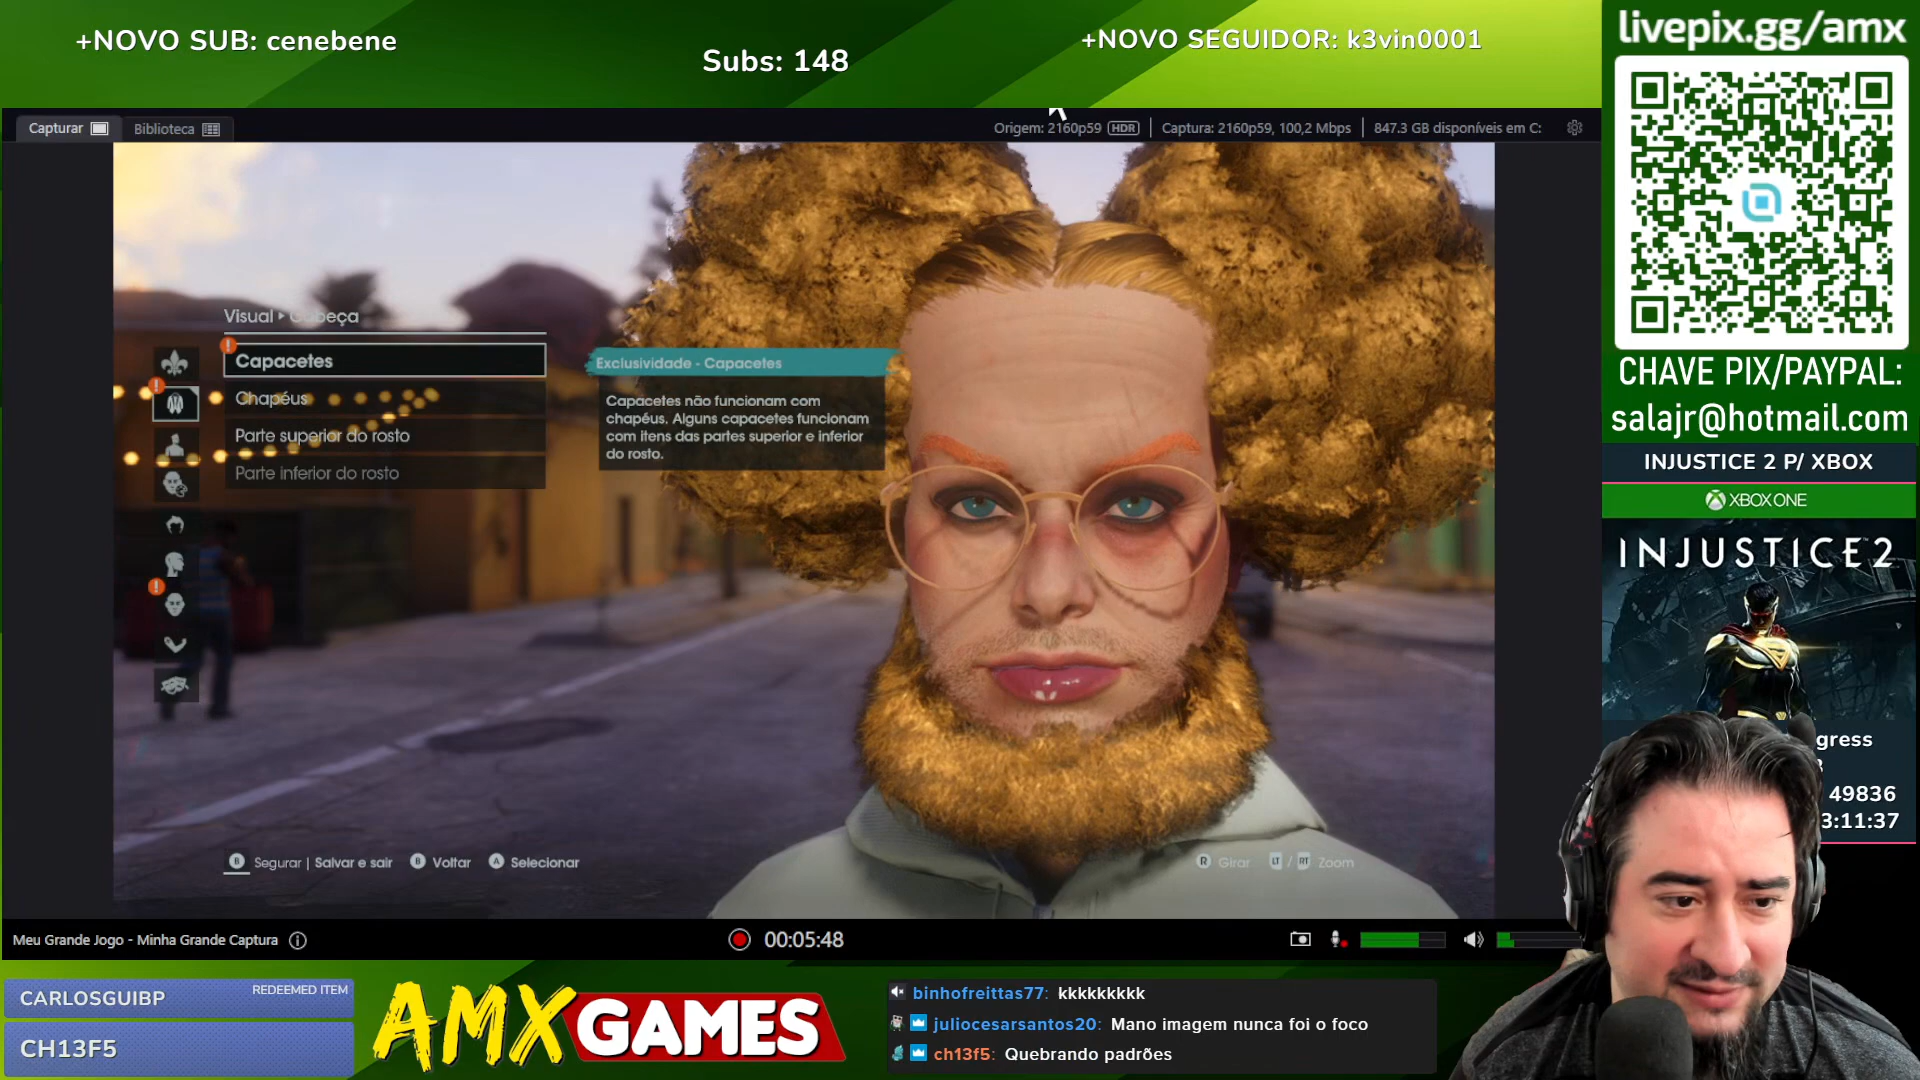 +NOVO SUB: cenebene
Subs: 148
+NOVO SEGUIDOR: k3vin0001
livepix.gg/amx
CHAVE PIX/PAYPAL:
salajr@hotmail.com
Capturar
Biblioteca
Origem: 2160p59 HDR
Captura: 2160p59, 100,2 Mbps
847.3 GB disponíveis em C:
Visual ▸ Cabeça
Capacetes
Chapéus
Parte superior do rosto
Parte inferior do rosto
Exclusividade - Capacetes
Capacetes não funcionam com
chapéus. Alguns capacetes funcionam
com itens das partes superior e inferior
do rosto.
B Segurar | Salvar e sair
B Voltar
A Selecionar
R Girar
LT / RT Zoom
INJUSTICE 2 P/ XBOX
XBOX ONE
INJUSTICE 2
gress
49836
3:11:37
Meu Grande Jogo - Minha Grande Captura
00:05:48
CARLOSGUIBP
REDEEMED ITEM
CH13F5
AMX GAMES
binhofreittas77: kkkkkkkkk
juliocesarsantos20: Mano imagem nunca foi o foco
ch13f5: Quebrando padrões